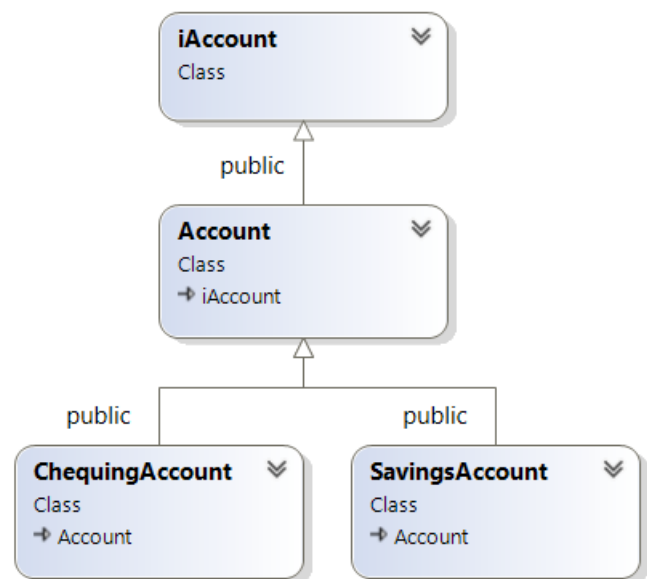 iAccount
Class
public
Account
Class
iAccount
public
public
ChequingAccount
Class
Account
SavingsAccount
Class
Account